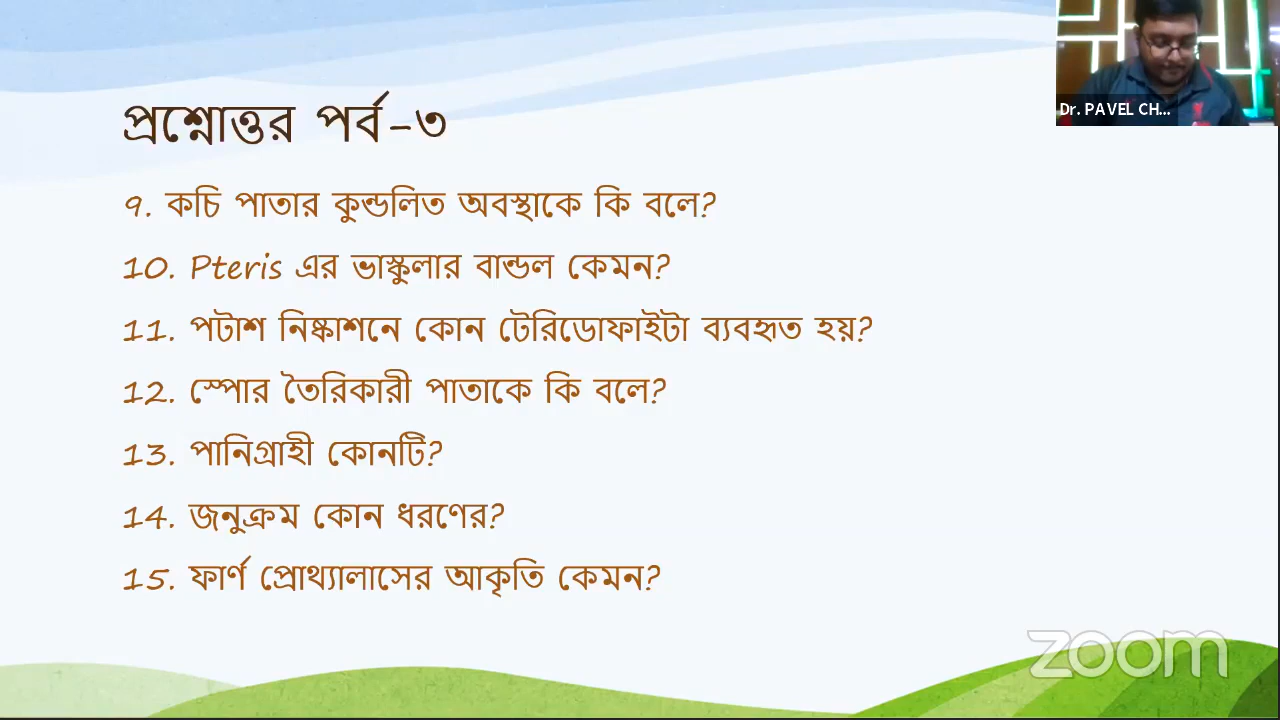 প্রশ্নোত্তর পর্ব-৩
Dr. PAVEL CH...
9. কচি পাতার কুন্ডলিত অবস্থাকে কি বলে?
10. Pteris এর ভাস্কুলার বান্ডল কেমন?
11. পটাশ নিষ্কাশনে কোন টেরিডোফাইটা ব্যবহৃত হয়?
12. স্পোর তৈরিকারী পাতাকে কি বলে?
13. পানিগ্রাহী কোনটি?
14. জনুক্রম কোন ধরণের?
15. ফার্ণ প্রোথ্যালাসের আকৃতি কেমন?
zoom